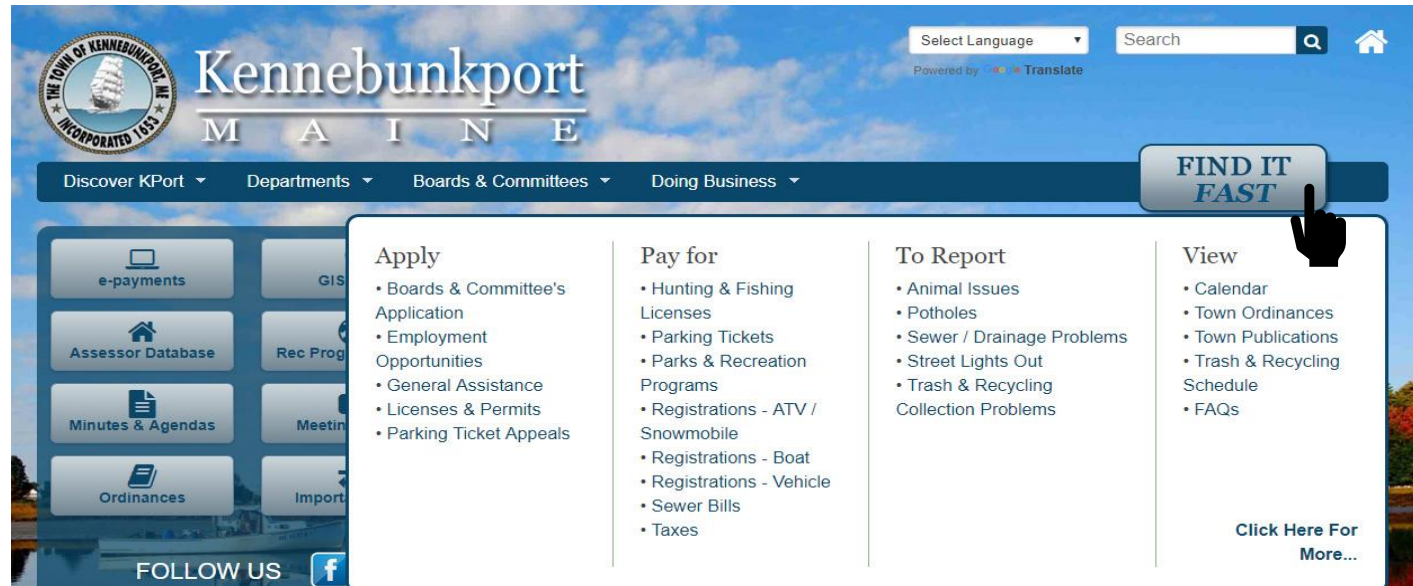 THE TOWN OF KENNEBUNKPORT, ME
INCORPORATED 1653
Kennebunkport
MAINE
Select Language
Search
Powered by Google Translate
Discover KPort
Departments
Boards & Committees
Doing Business
FIND IT
FAST
e-payments
GIS
Assessor Database
Rec Prog
Minutes & Agendas
Meetin
Ordinances
Import
FOLLOW US
f
Apply
• Boards & Committee's
Application
• Employment
Opportunities
• General Assistance
• Licenses & Permits
• Parking Ticket Appeals
Pay for
• Hunting & Fishing
Licenses
• Parking Tickets
• Parks & Recreation
Programs
• Registrations - ATV /
Snowmobile
• Registrations - Boat
• Registrations - Vehicle
• Sewer Bills
• Taxes
To Report
• Animal Issues
• Potholes
• Sewer / Drainage Problems
• Street Lights Out
• Trash & Recycling
Collection Problems
View
• Calendar
• Town Ordinances
• Town Publications
• Trash & Recycling
Schedule
• FAQs
Click Here For
More...